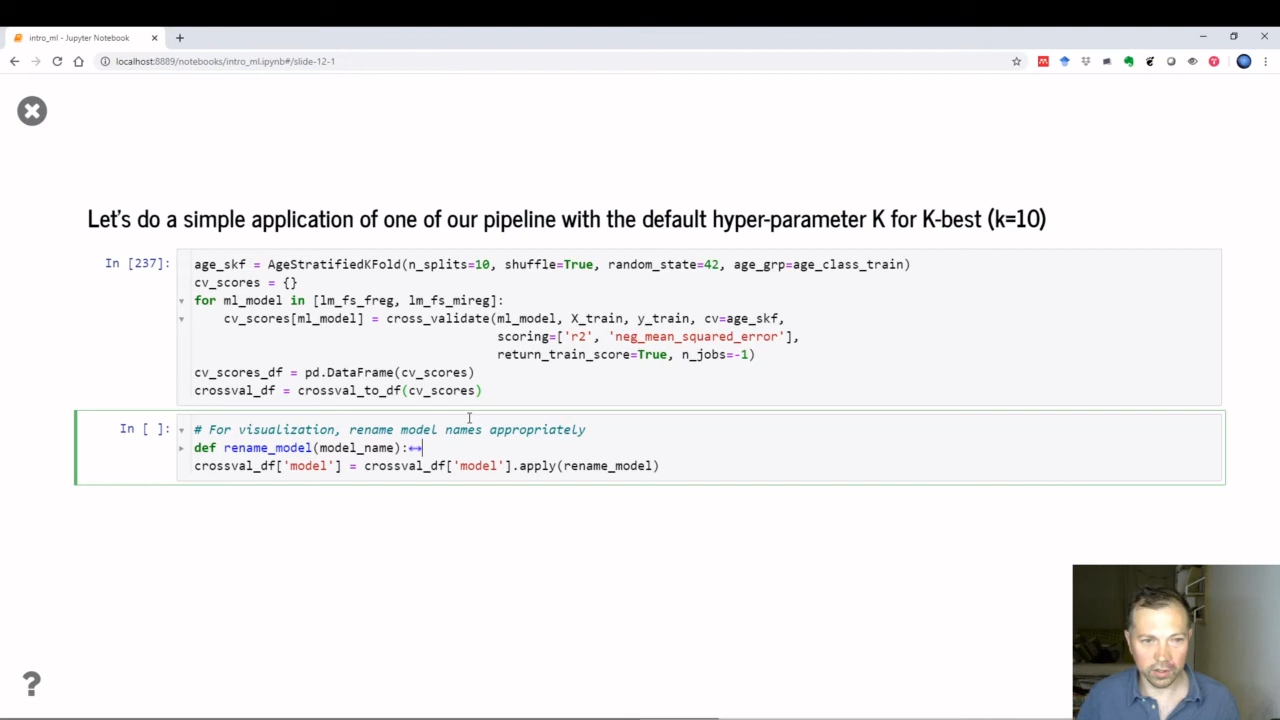 intro_ml - Jupyter Notebook
localhost:8889/notebooks/intro_ml.ipynb#/slide-12-1
Let's do a simple application of one of our pipeline with the default hyper-parameter K for K-best (k=10)
In [237]:
age_skf = AgeStratifiedKFold(n_splits=10, shuffle=True, random_state=42, age_grp=age_class_train)
cv_scores = {}
for ml_model in [lm_fs_freg, lm_fs_mireg]:
cv_scores[ml_model] = cross_validate(ml_model, X_train, y_train, cv=age_skf,
scoring=['r2', 'neg_mean_squared_error'],
return_train_score=True, n_jobs=-1)
cv_scores_df = pd.DataFrame(cv_scores)
crossval_df = crossval_to_df(cv_scores)
In [ ]:
# For visualization, rename model names appropriately
def rename_model(model_name):↔
crossval_df['model'] = crossval_df['model'].apply(rename_model)
?